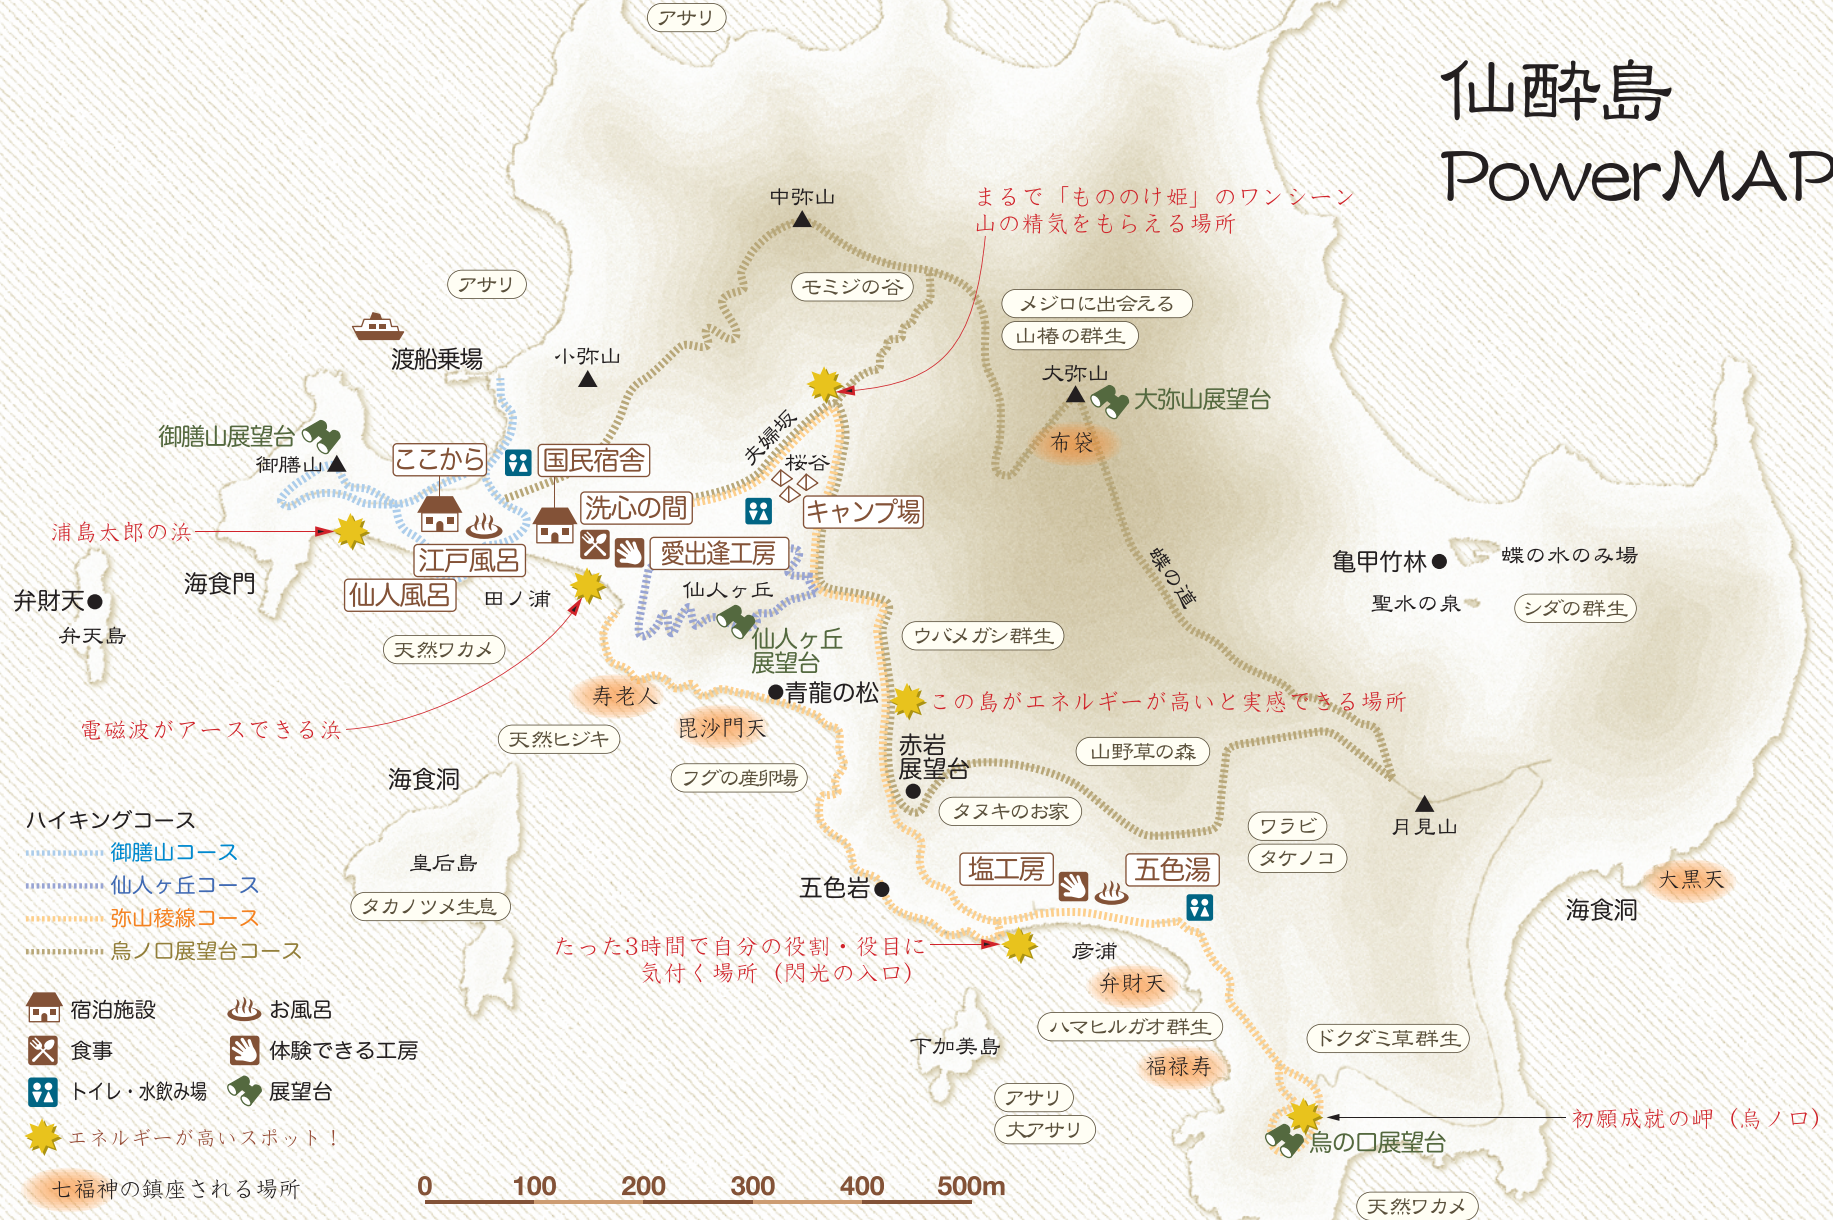 アサリ
仙酔島
PowerMAP
中弥山
まるで「もののけ姫」のワンシーン
山の精気をもらえる場所
アサリ
モミジの谷
メジロに出会える
山椿の群生
渡船乗場
小弥山
大弥山
大弥山展望台
布袋
御膳山展望台
御膳山
ここから
国民宿舎
夫婦坂
桜谷
洗心の間
キャンプ場
浦島太郎の浜
江戸風呂
愛出逢工房
仙人風呂
海食門
田ノ浦
仙人ヶ丘
仙人ヶ丘
展望台
弁財天
弁天島
天然ワカメ
蝶の道
亀甲竹林
蝶の水のみ場
聖水の泉
シダの群生
ウバメガシ群生
寿老人
青龍の松
毘沙門天
この島がエネルギーが高いと実感できる場所
電磁波がアースできる浜
天然ヒジキ
赤岩
展望台
山野草の森
海食洞
フグの産卵場
タヌキのお家
月見山
ワラビ
タケノコ
ハイキングコース
御膳山コース
仙人ヶ丘コース
弥山稜線コース
烏ノ口展望台コース
皇后島
タカノツメ生息
五色岩
塩工房
五色湯
大黒天
海食洞
たった3時間で自分の役割・役目に
気付く場所（閃光の入口）
彦浦
弁財天
ハマヒルガオ群生
下加美島
福禄寿
ドクダミ草群生
アサリ
大アサリ
初願成就の岬（烏ノ口）
烏の口展望台
天然ワカメ
宿泊施設
お風呂
食事
体験できる工房
トイレ・水飲み場
展望台
エネルギーが高いスポット！
七福神の鎮座される場所
0 100 200 300 400 500m